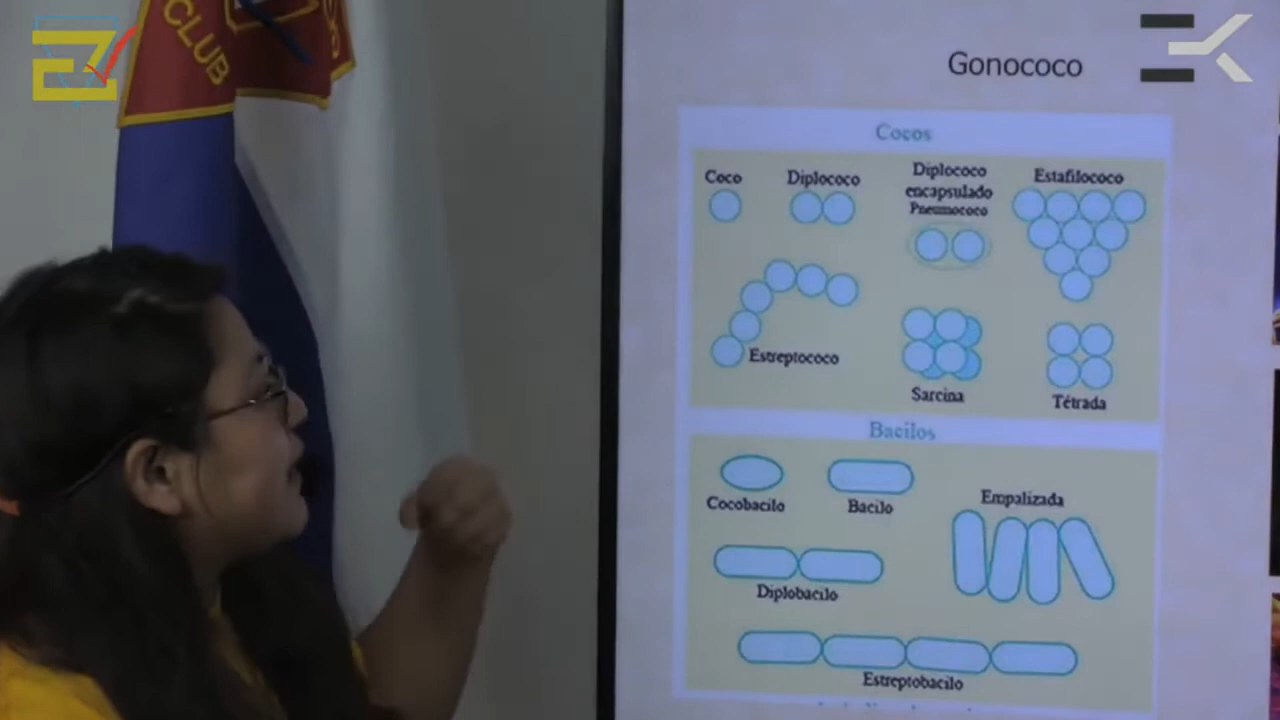 CLUB
Gonococo
Cocos
Coco
Diplococo
Diplococo
encapsulado
Pneumococo
Estafilococo
Estreptococo
Sarcina
Tétrada
Bacilos
Cocobacilo
Bacilo
Empalizada
Diplobacilo
Estreptobacilo